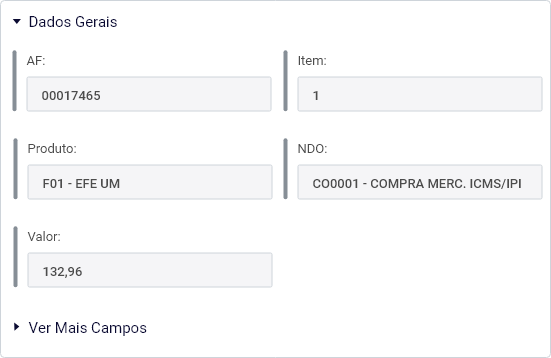 Dados Gerais
AF:
00017465
Item:
1
Produto:
F01 - EFE UM
NDO:
CO0001 - COMPRA MERC. ICMS/IPI
Valor:
132,96
Ver Mais Campos